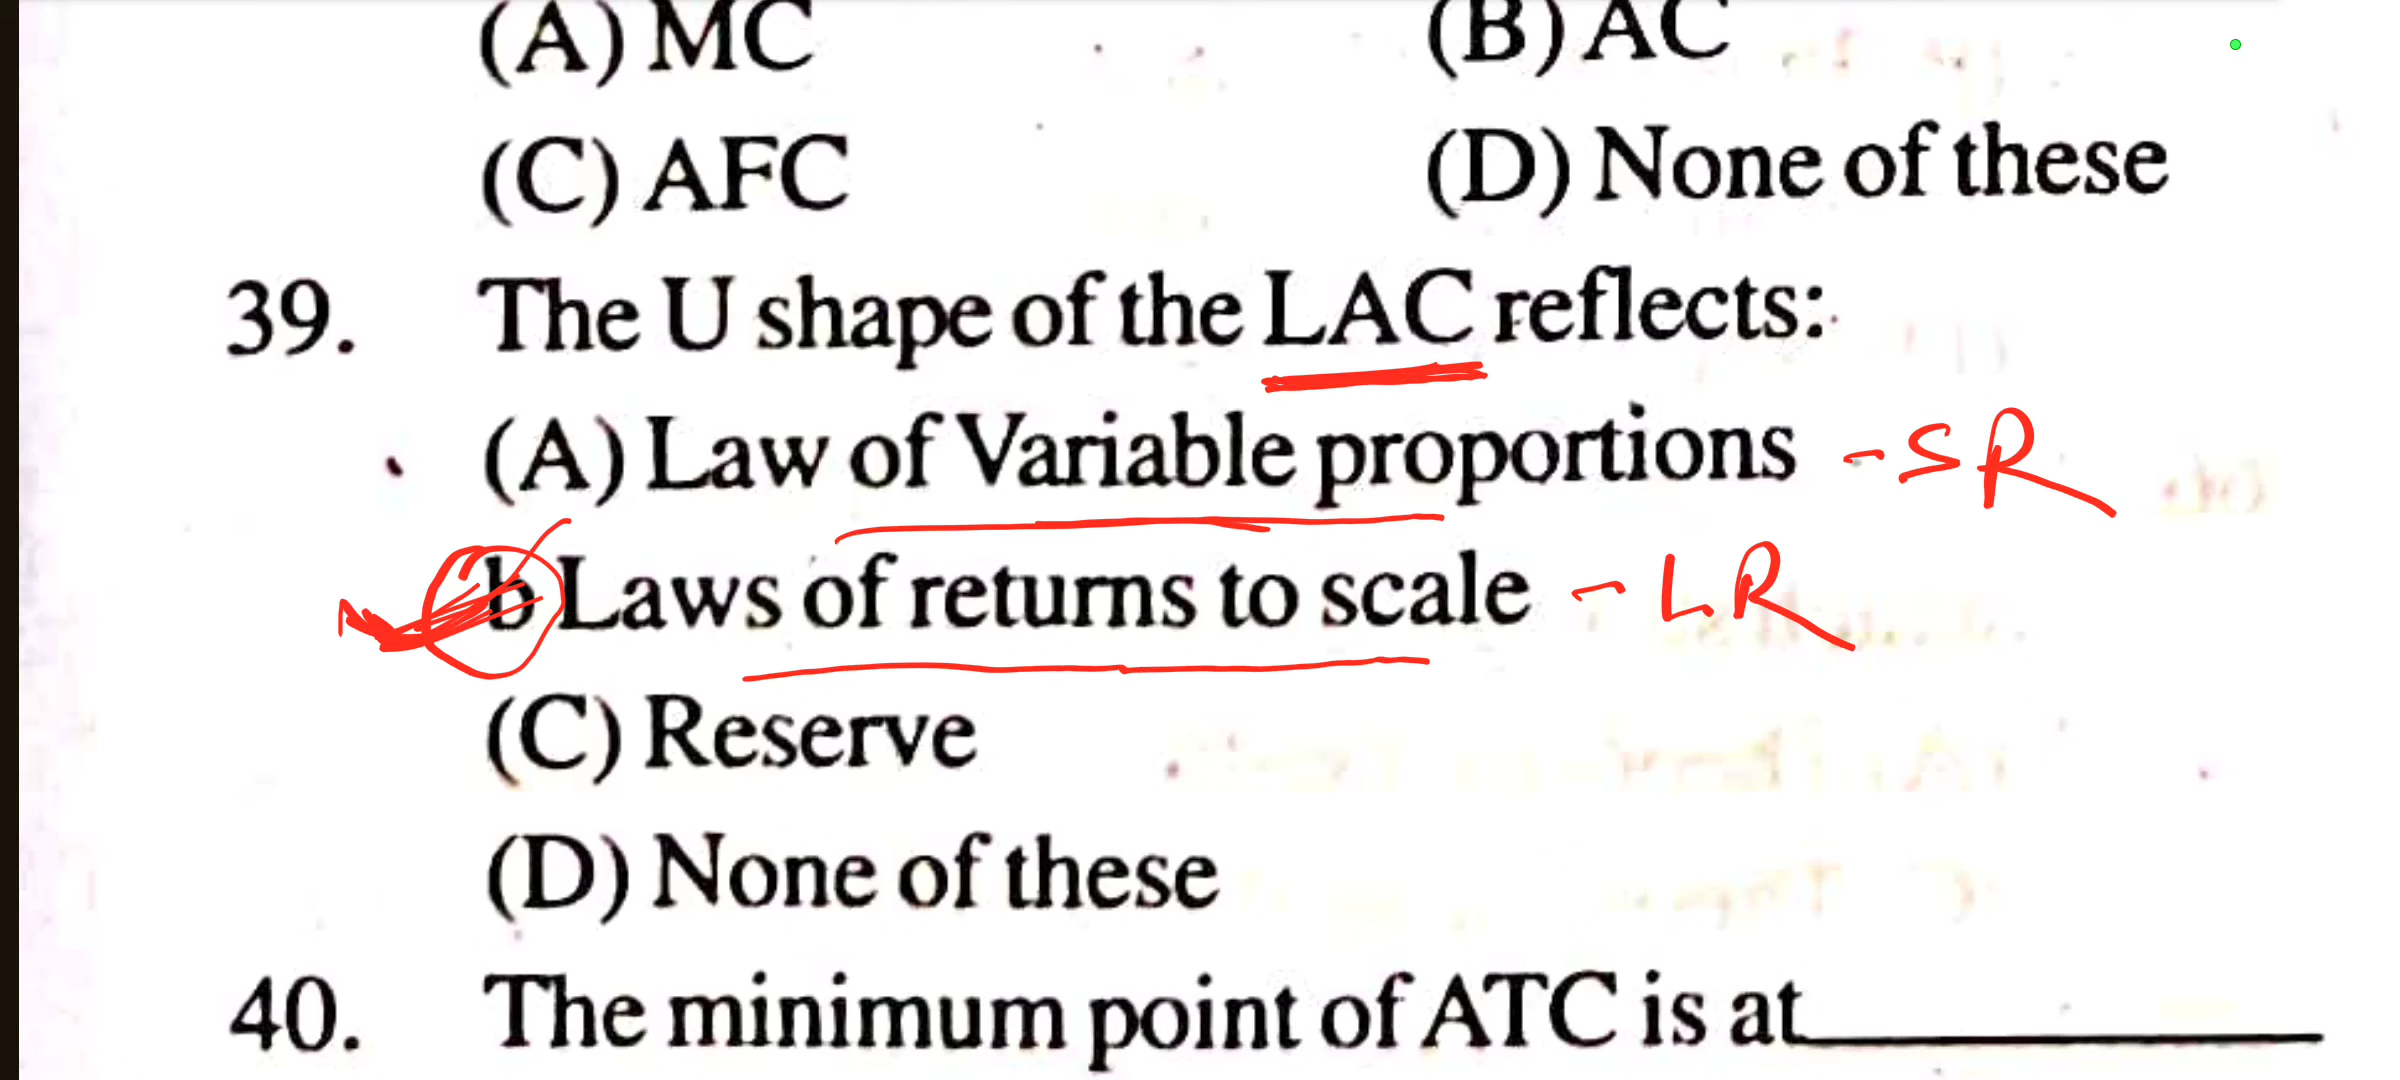 (A) MC (B) AC
(C) AFC (D) None of these
39. The U shape of the LAC reflects:
(A) Law of Variable proportions - SR
b Laws of returns to scale - LR
(C) Reserve
(D) None of these
40. The minimum point of ATC is at__________